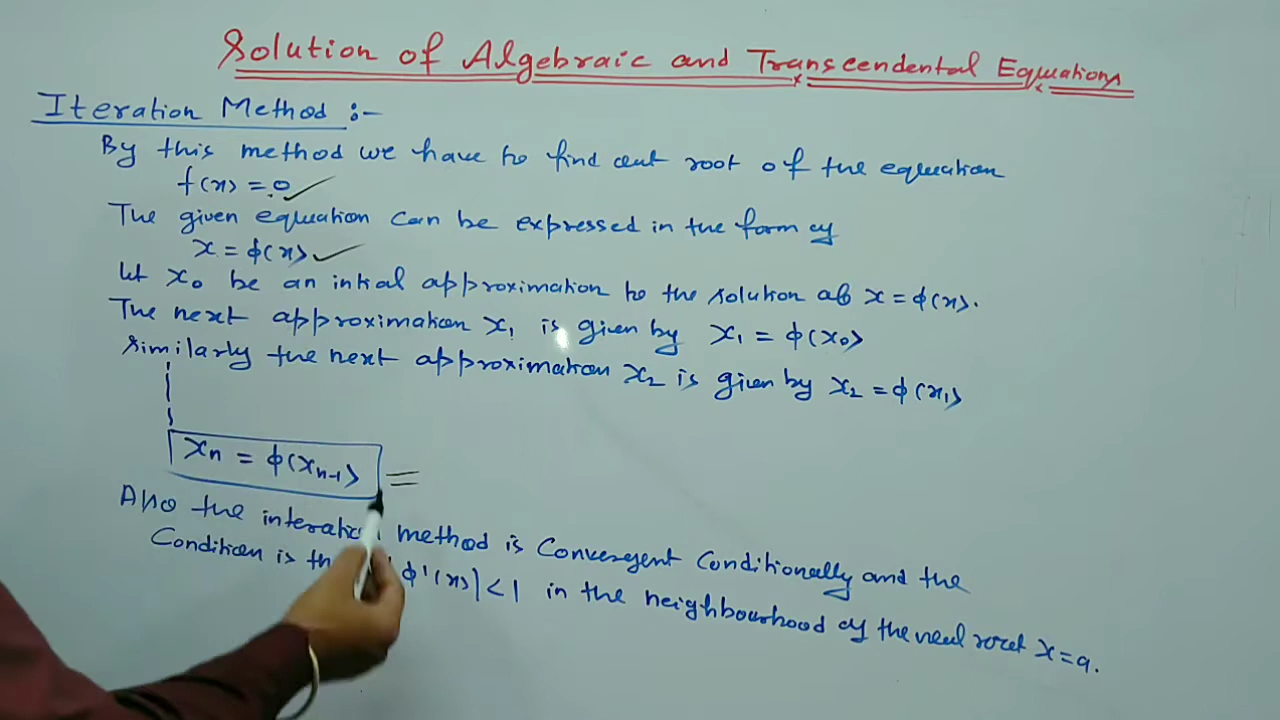 Solution of Algebraic and Transcendental Equations
Iteration Method :-
By this method we have to find out root of the equation
f(x) = 0 ✓
The given equation can be expressed in the form of
x = ϕ(x) ✓
Let x₀ be an initial approximation to the solution of x = ϕ(x).
The next approximation x₁ is given by x₁ = ϕ(x₀)
Similarly the next approximation x₂ is given by x₂ = ϕ(x₁)
xₙ = ϕ(xₙ₋₁)
Also the interation method is Convergent Conditionally and the
Condition is ϕ'(x)| < 1 in the neighbourhood of the real root x = a.